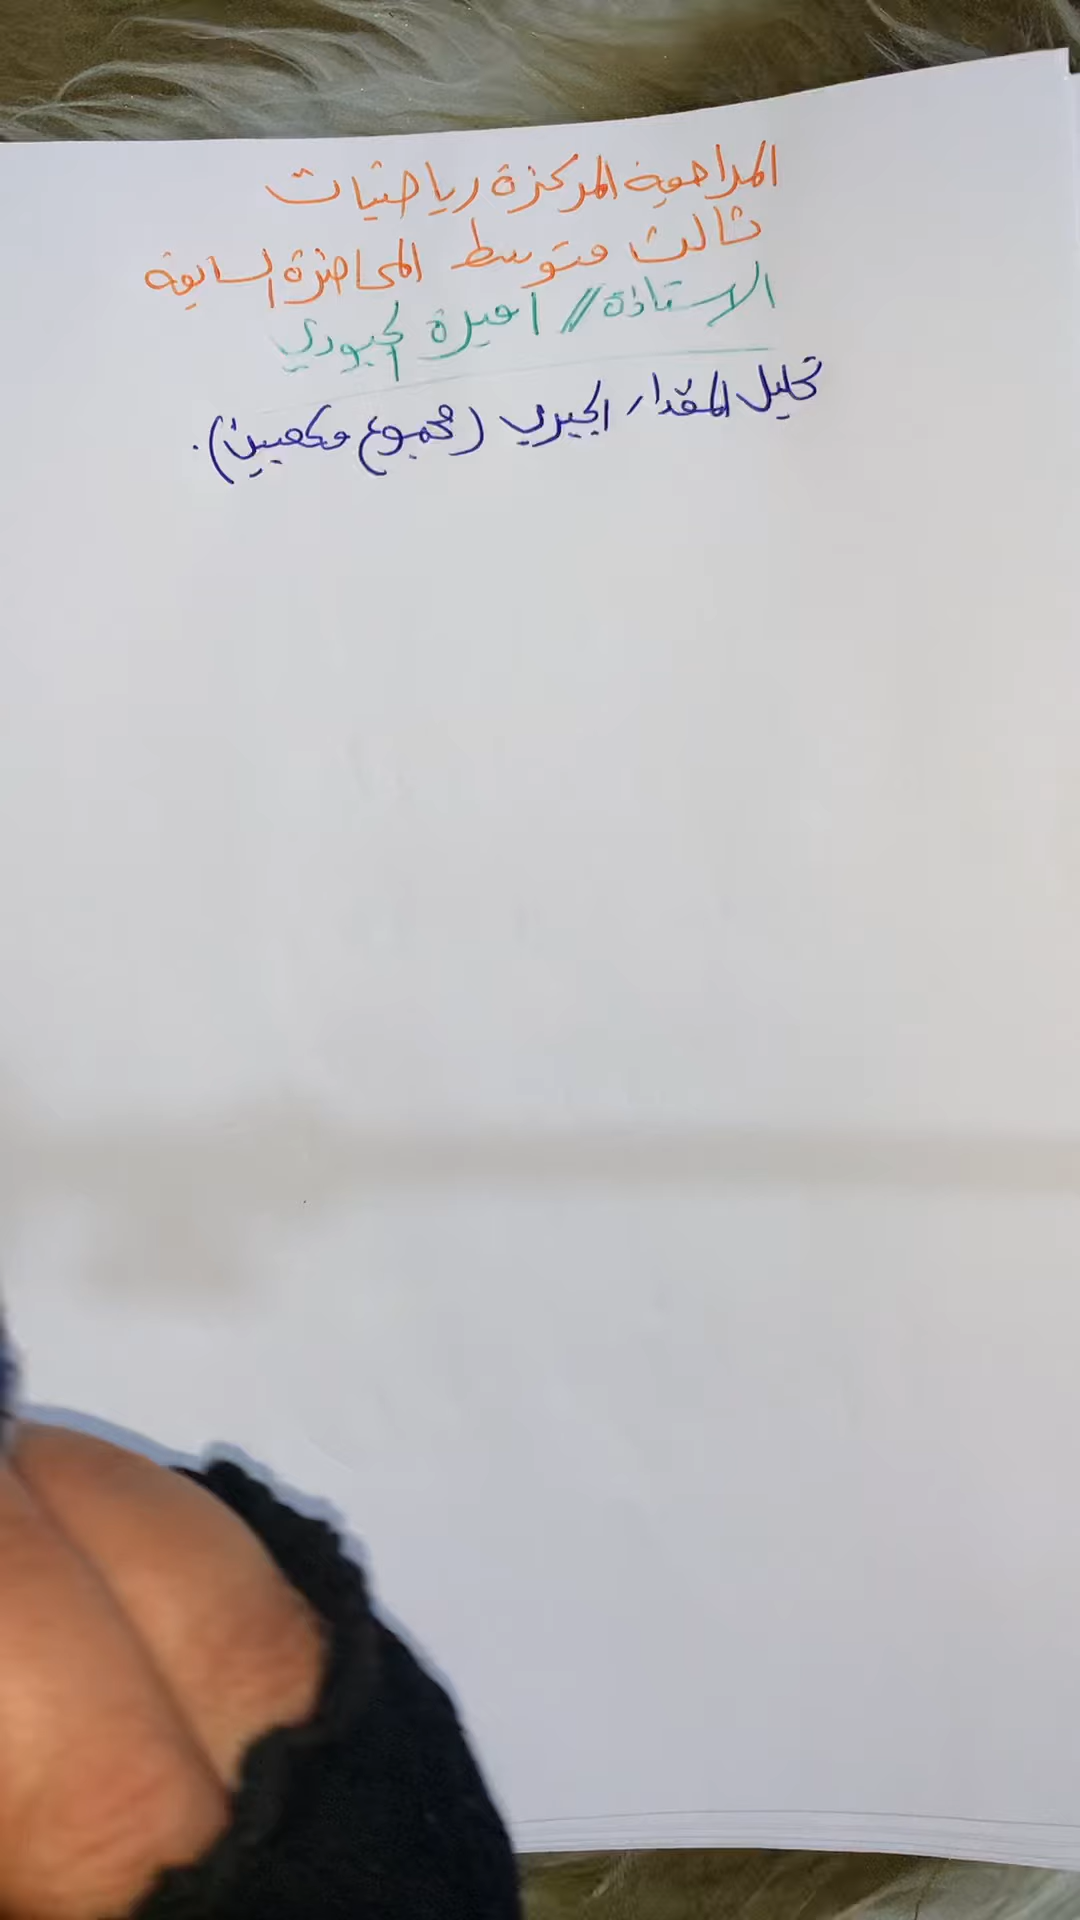 المراجعة المركزة رياضيات
ثالث متوسط المحاضرة السابعة
الاستاذة // اميرة الجبوري
تحليل المقدار الجبري (مجموع مكعبين).